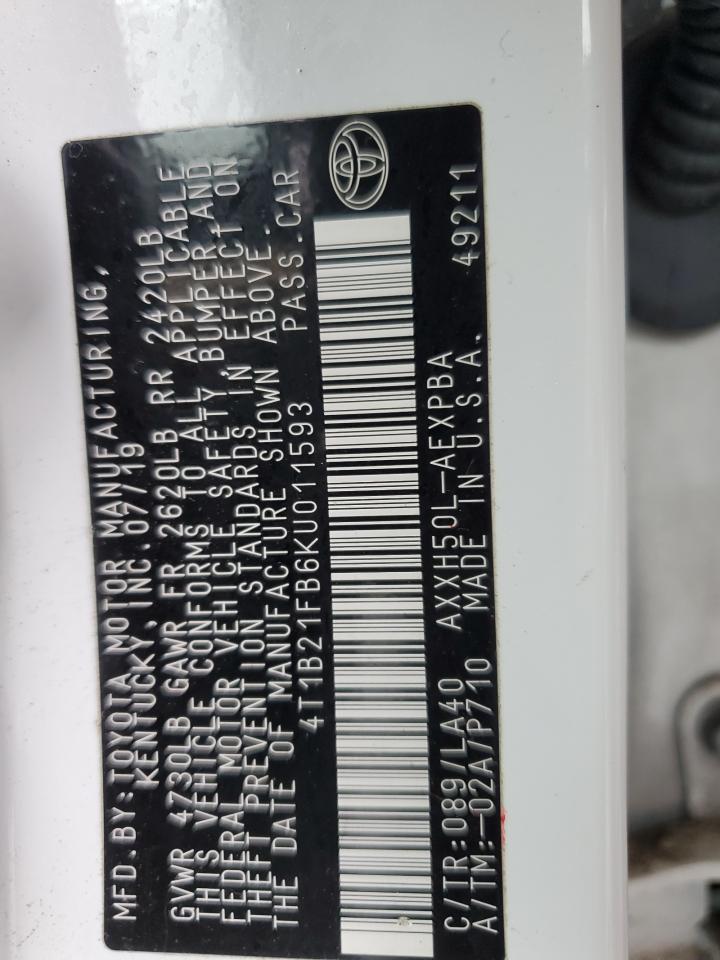 MFD. BY: TOYOTA MOTOR MANUFACTURING,
KENTUCKY, INC. 07/19
GVWR 4730LB GAWR FR 2620LB RR 2420LB
THIS VEHICLE CONFORMS TO ALL APPLICABLE
FEDERAL MOTOR VEHICLE SAFETY, BUMPER, AND
THEFT PREVENTION STANDARDS IN EFFECT ON
THE DATE OF MANUFACTURE SHOWN ABOVE.
4T1B21FB6KU011593 PASS. CAR
C/TR: 089/LA40 AXXH50L-AEXPBA 49211
A/TM: -02A/P710 MADE IN U.S.A.